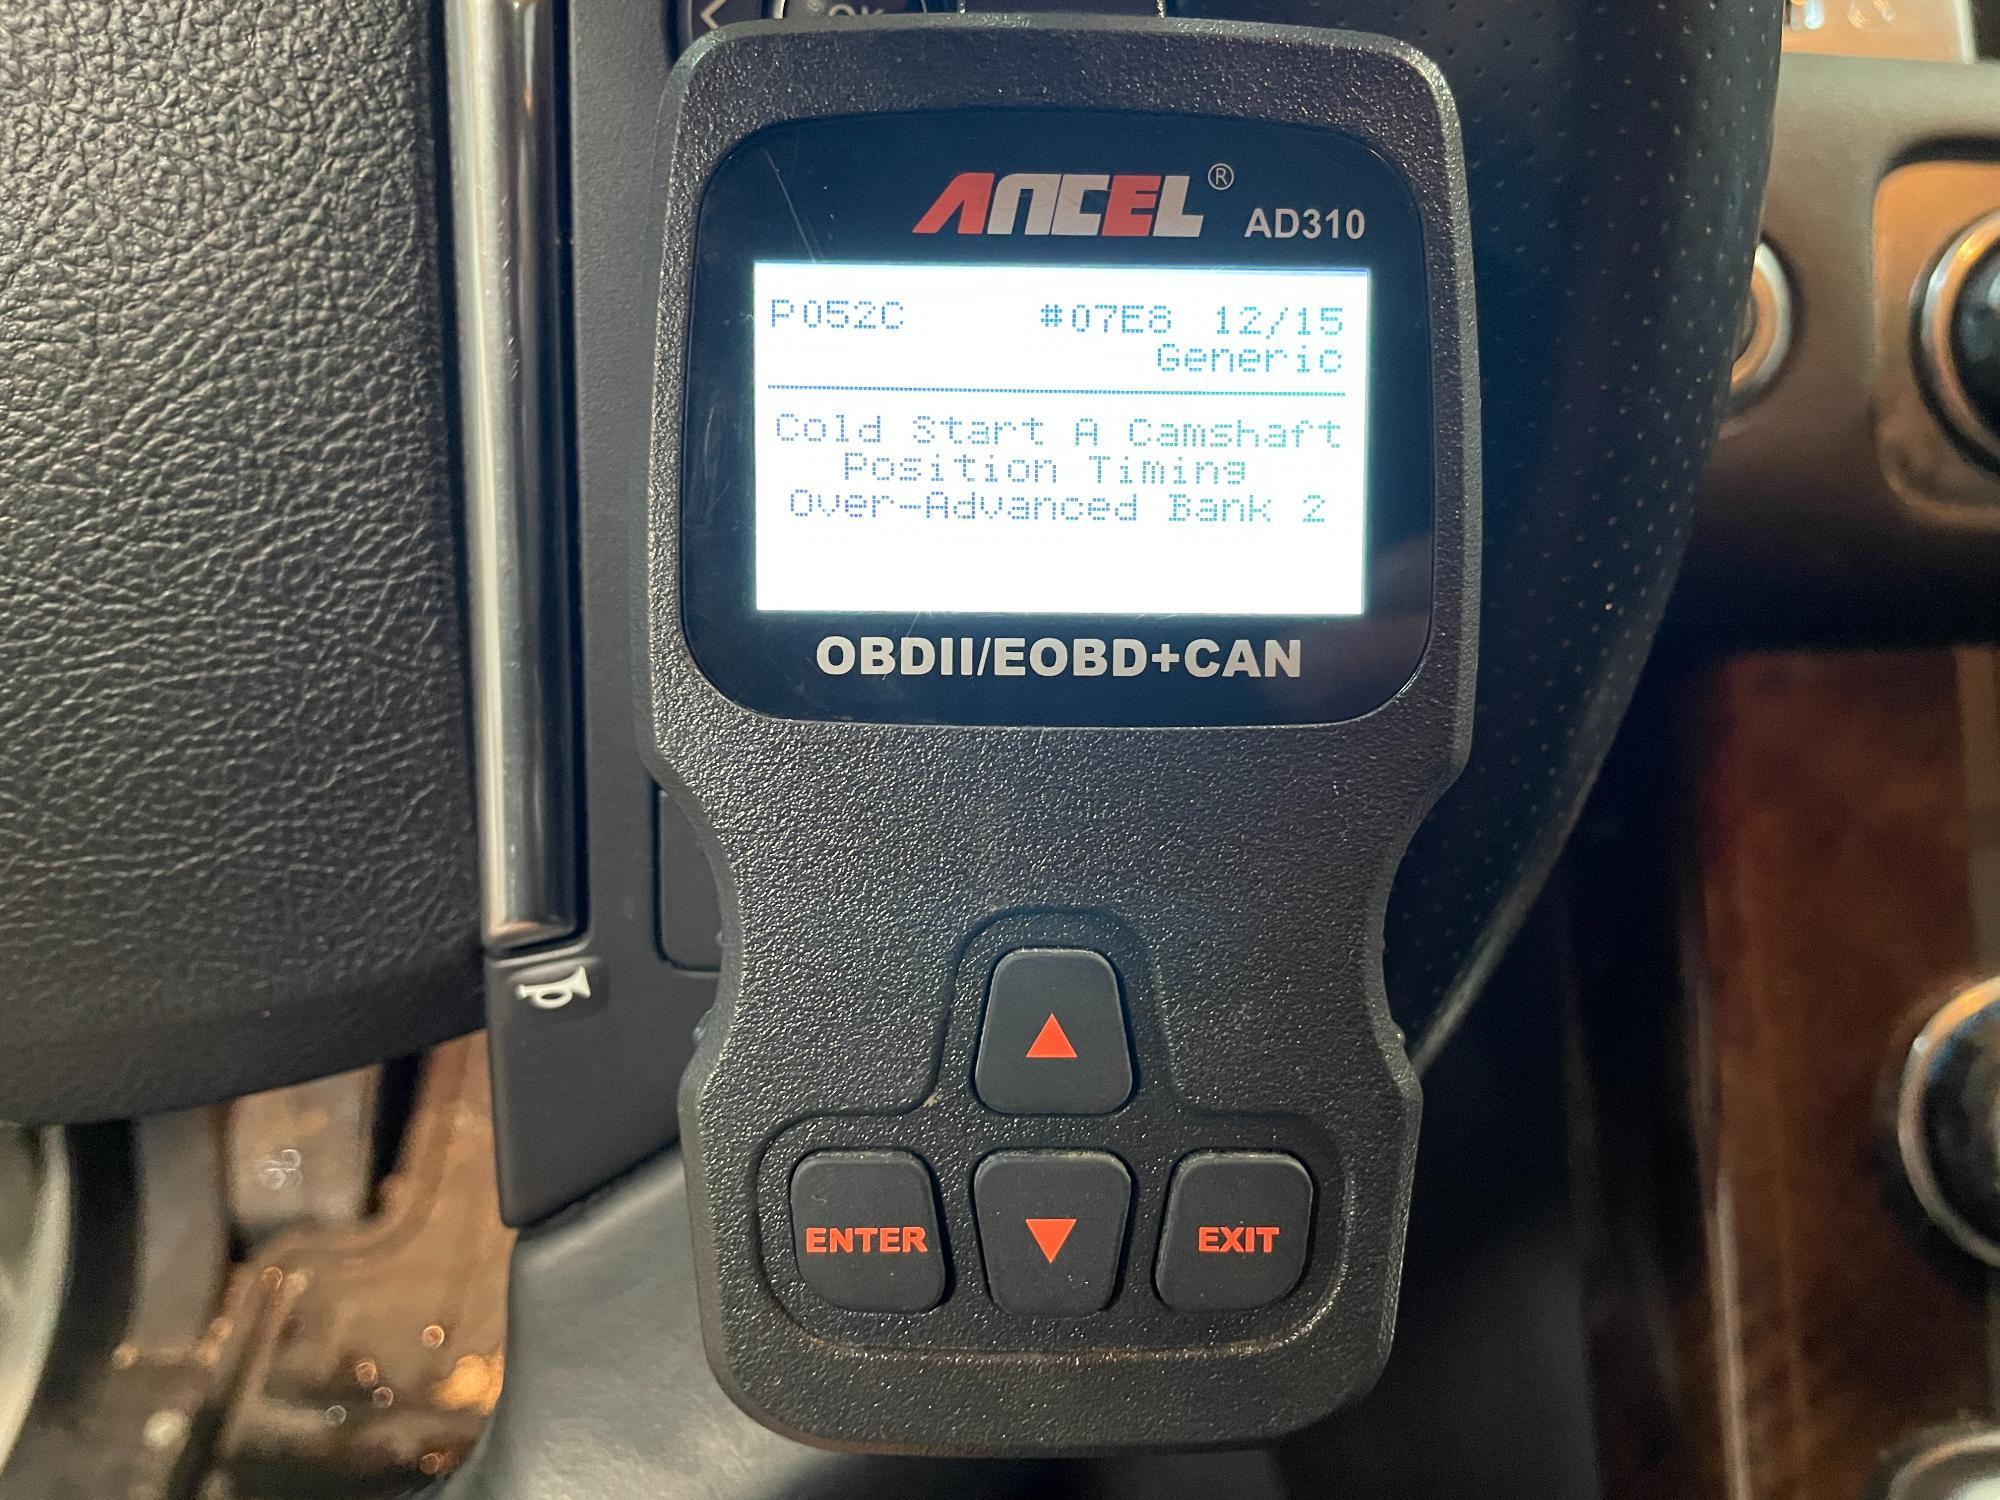 OK
ANCEL® AD310
P052C #07E8 12/15
Generic
Cold Start A Camshaft
Position Timing
Over-Advanced Bank 2
OBDII/EOBD+CAN
ENTER
EXIT